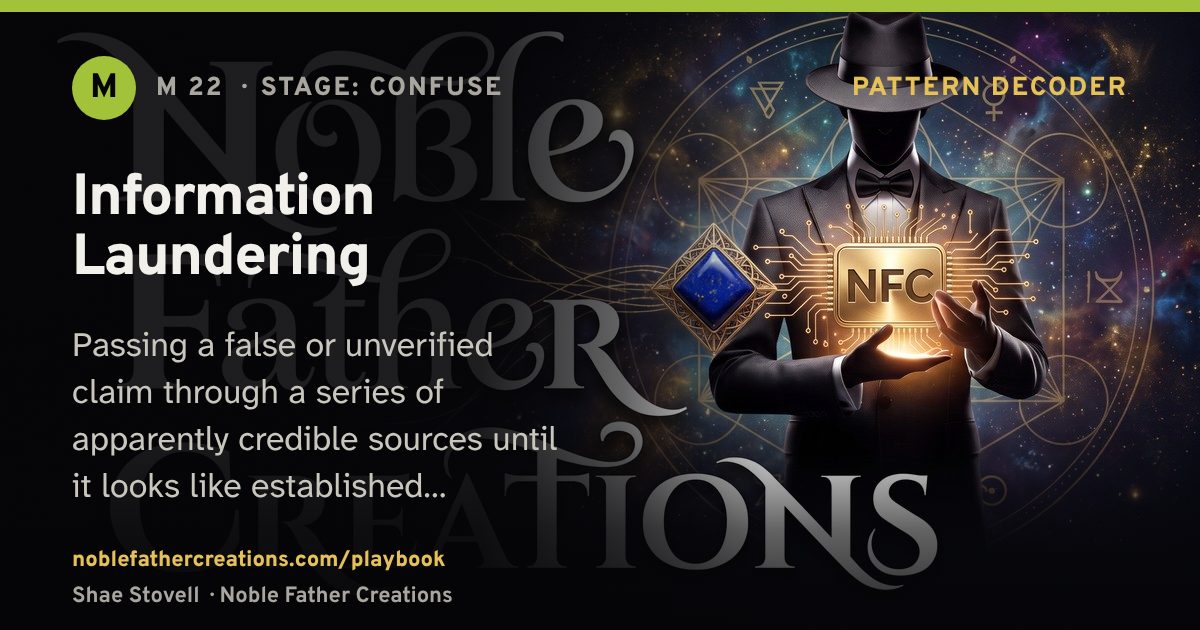 M
M 22 · STAGE: CONFUSE
PATTERN DECODER
Noble
Father
Creations
Information
Laundering
NFC
Passing a false or unverified
claim through a series of
apparently credible sources until
it looks like established...
noblefathercreations.com/playbook
Shae Stovell · Noble Father Creations